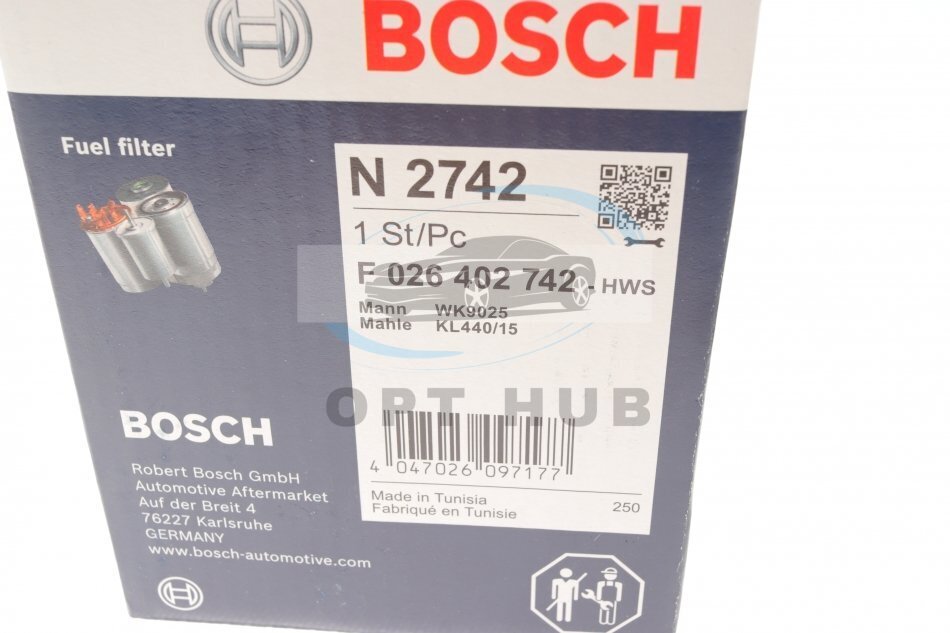 BOSCH
Fuel filter
N 2742
1 St/Pc
F 026 402 742 - HWS
Mann WK9025
Mahle KL440/15
OPT HUB
4 047026 097177
BOSCH
Robert Bosch GmbH
Automotive Aftermarket
Auf der Breit 4
76227 Karlsruhe
GERMANY
www.bosch-automotive.com
Made in Tunisia
Fabriqué en Tunisie
250